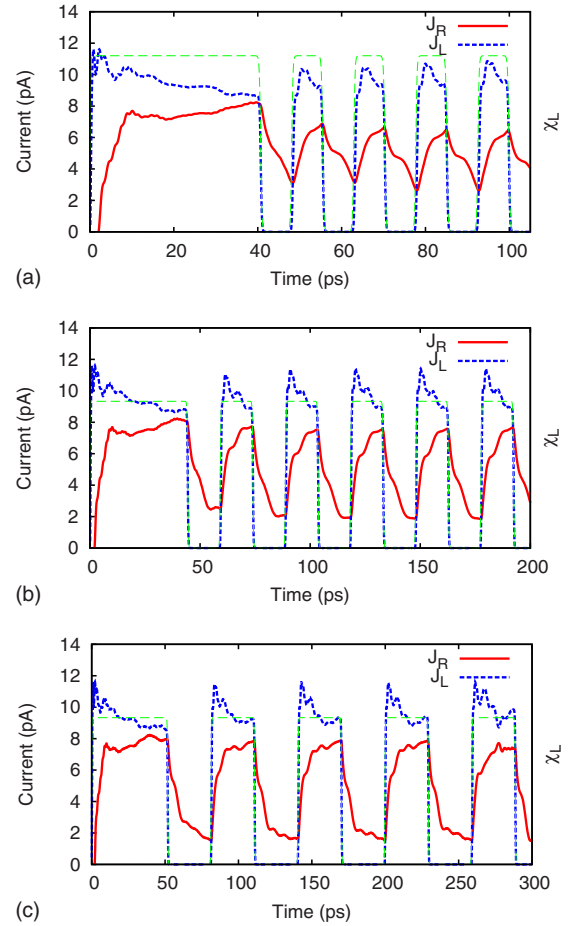 14
12
10
8
6
4
2
0
Current (pA)
J_R
J_L
χ_L
0 20 40 60 80 100
Time (ps)
(a)
14
12
10
8
6
4
2
0
Current (pA)
J_R
J_L
χ_L
0 50 100 150 200
Time (ps)
(b)
14
12
10
8
6
4
2
0
Current (pA)
J_R
J_L
χ_L
0 50 100 150 200 250 300
Time (ps)
(c)